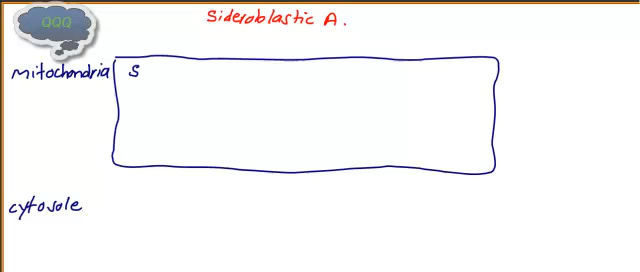 QQQ
Sideroblastic A.
Mitochondria
S
cytosole